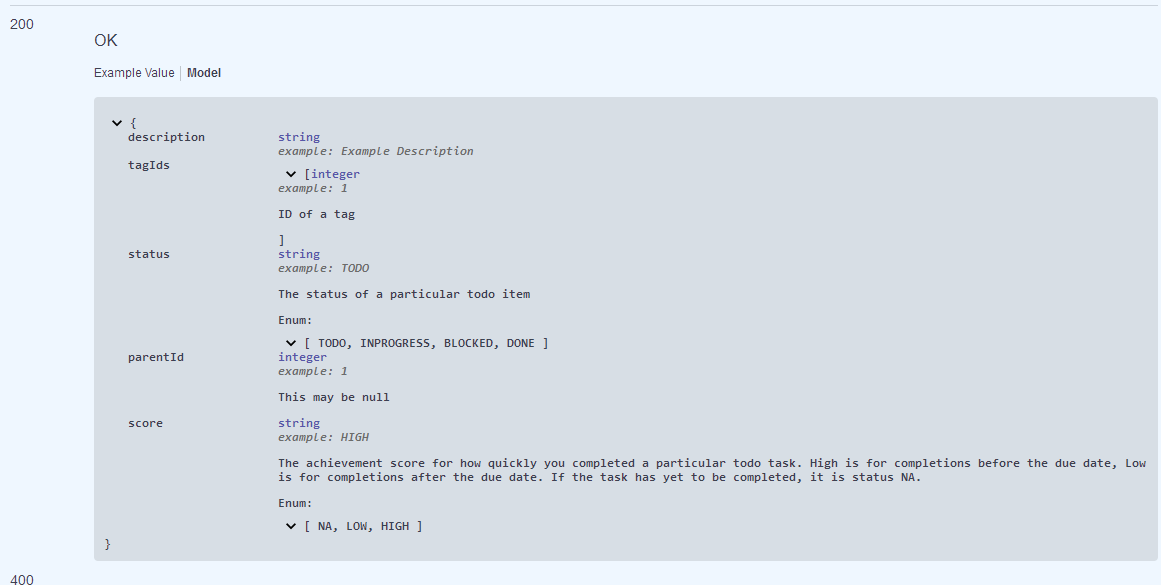 200
OK
Example Value Model
{
description string
example: Example Description
tagIds
[integer
example: 1
ID of a tag
]
status string
example: TODO
The status of a particular todo item
Enum:
[ TODO, INPROGRESS, BLOCKED, DONE ]
parentId integer
example: 1
This may be null
score string
example: HIGH
The achievement score for how quickly you completed a particular todo task. High is for completions before the due date, Low
is for completions after the due date. If the task has yet to be completed, it is status NA.
Enum:
[ NA, LOW, HIGH ]
}
400